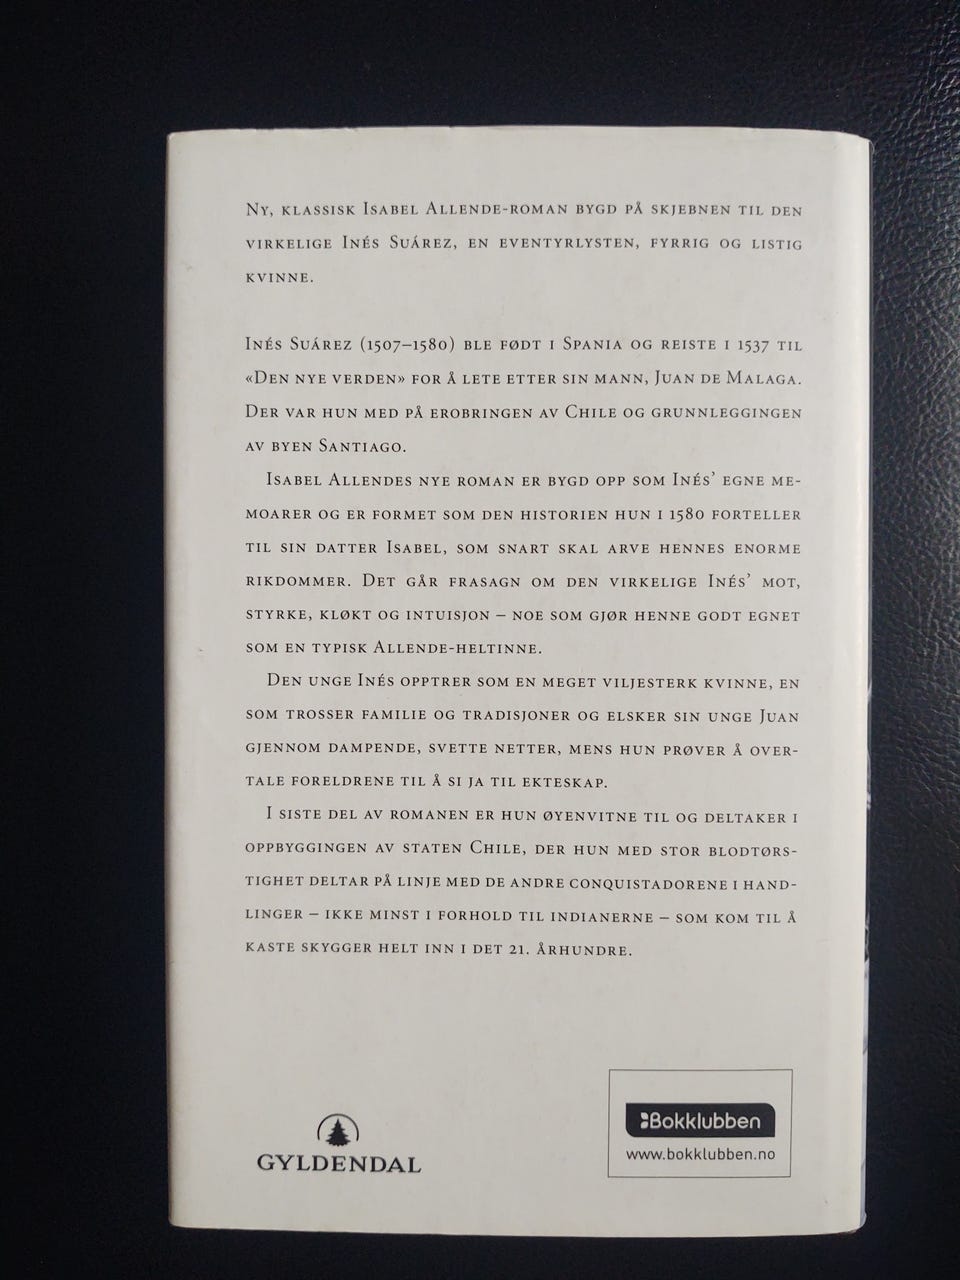 Ny, klassisk Isabel Allende-roman bygd på skjebnen til den
virkelige Inés Suárez, en eventyrlysten, fyrrig og listig
kvinne.
Inés Suárez (1507–1580) ble født i Spania og reiste i 1537 til
«Den nye verden» for å lete etter sin mann, Juan de Malaga.
Der var hun med på erobringen av Chile og grunnleggingen
av byen Santiago.
Isabel Allendes nye roman er bygd opp som Inés’ egne me-
moarer og er formet som den historien hun i 1580 forteller
til sin datter Isabel, som snart skal arve hennes enorme
rikdommer. Det går frasagn om den virkelige Inés’ mot,
styrke, kløkt og intuisjon – noe som gjør henne godt egnet
som en typisk Allende-heltinne.
Den unge Inés opptrer som en meget viljesterk kvinne, en
som trosser familie og tradisjoner og elsker sin unge Juan
gjennom dampende, svette netter, mens hun prøver å over-
tale foreldrene til å si ja til ekteskap.
I siste del av romanen er hun øyenvitne til og deltaker i
oppbyggingen av staten Chile, der hun med stor blodtørs-
tighet deltar på linje med de andre conquistadorene i hand-
linger – ikke minst i forhold til indianerne – som kom til å
kaste skygger helt inn i det 21. århundre.
GYLDENDAL
Bokklubben
www.bokklubben.no